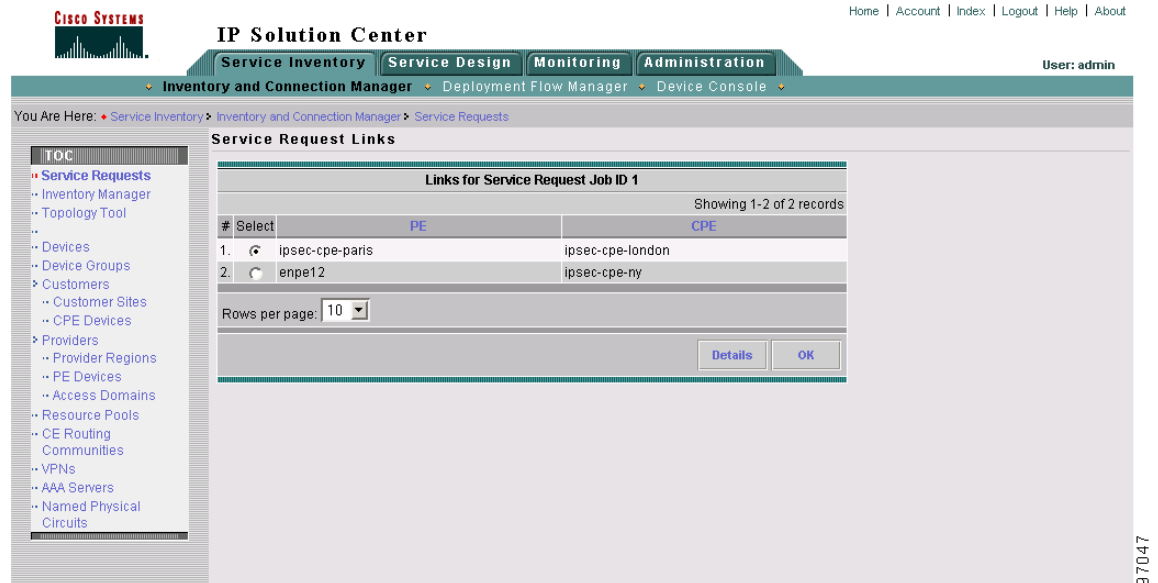 Home | Account | Index | Logout | Help | About
CISCO SYSTEMS
IP Solution Center
Service Inventory Service Design Monitoring Administration
User: admin
Inventory and Connection Manager Deployment Flow Manager Device Console
You Are Here: Service Inventory Inventory and Connection Manager Service Requests
Service Request Links
TOC
Service Requests
Inventory Manager
Topology Tool
Devices
Device Groups
Customers
Customer Sites
CPE Devices
Providers
Provider Regions
PE Devices
Access Domains
Resource Pools
CE Routing
Communities
VPNs
AAA Servers
Named Physical
Circuits
Links for Service Request Job ID 1
Showing 1-2 of 2 records
# Select PE CPE
1. ipsec-cpe-paris ipsec-cpe-london
2. enpe12 ipsec-cpe-ny
Rows per page: 10
Details OK
97047